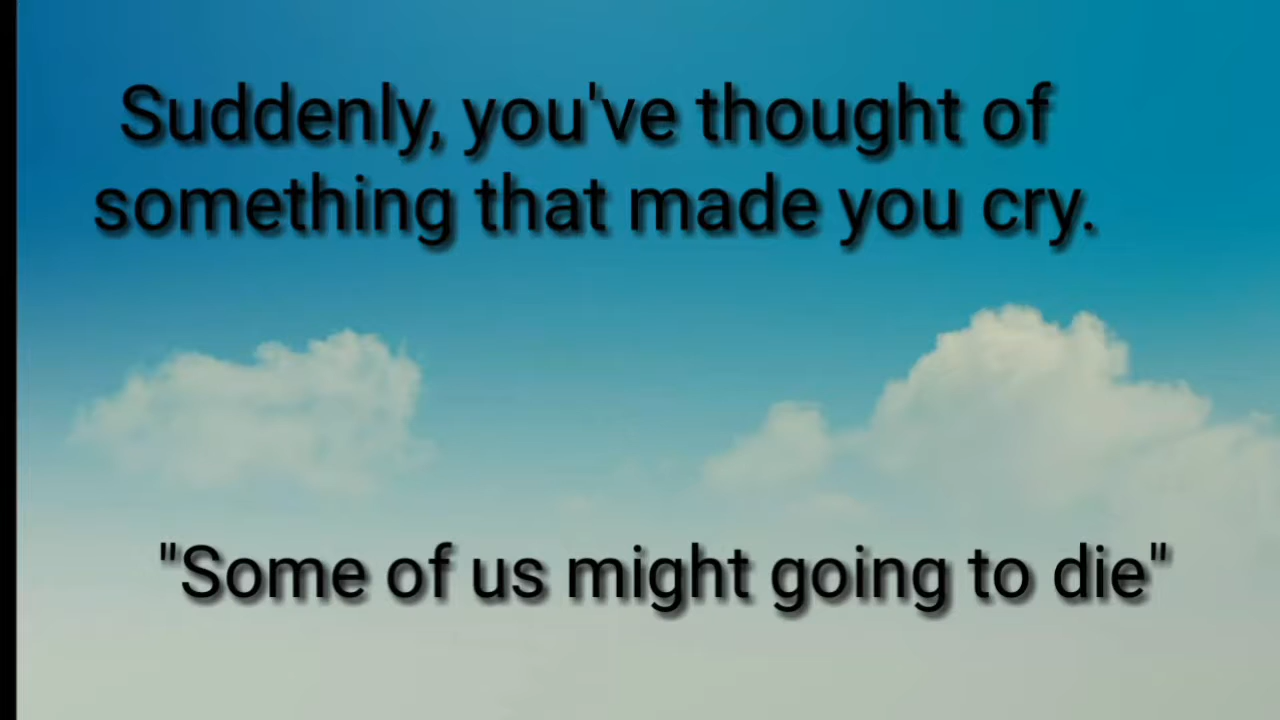 Suddenly, you've thought of
something that made you cry.
"Some of us might going to die"